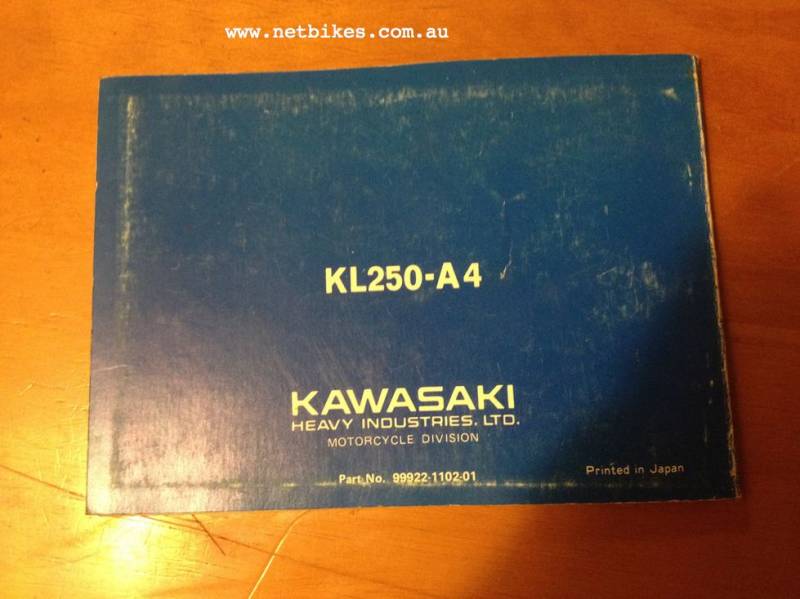 www.netbikes.com.au
KL250-A4
KAWASAKI
HEAVY INDUSTRIES. LTD.
MOTORCYCLE DIVISION
Part No. 99922-1102-01
Printed in Japan